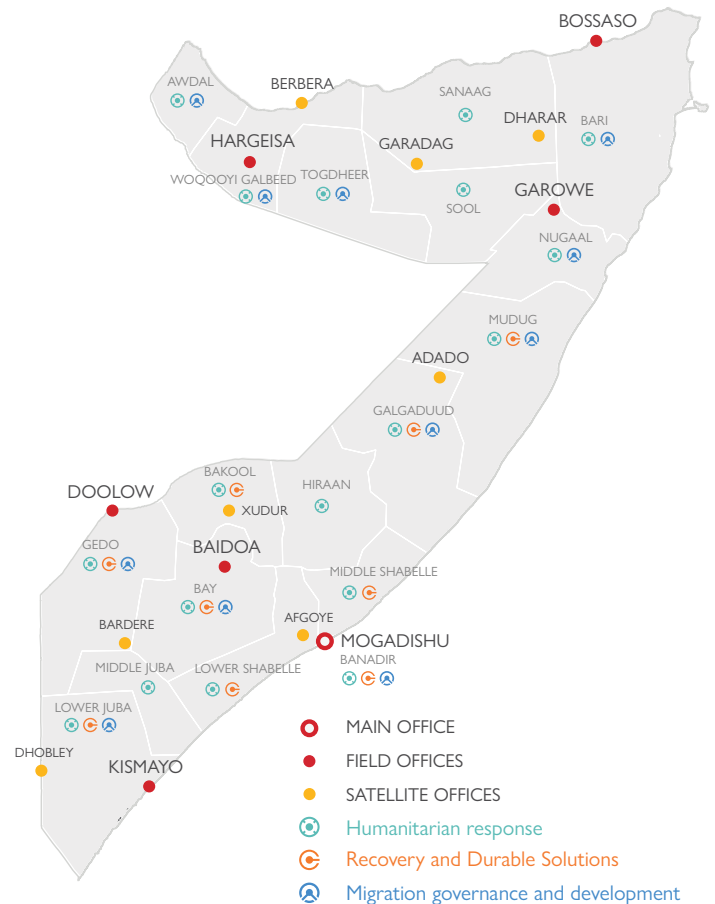 BOSSASO
AWDAL
BERBERA
SANAAG
DHARAR
BARI
HARGEISA
GARADAG
WOQOOYI GALBEED
TOGDHEER
GAROWE
SOOL
NUGAAL
MUDUG
ADADO
GALGADUUD
BAKOOL
HIRAAN
DOOLOW
XUDUR
GEDO
BAIDOA
MIDDLE SHABELLE
BAY
AFGOYE
BARDERE
MOGADISHU
BANADIR
MIDDLE JUBA
LOWER SHABELLE
LOWER JUBA
DHOBLEY
KISMAYO
MAIN OFFICE
FIELD OFFICES
SATELLITE OFFICES
Humanitarian response
Recovery and Durable Solutions
Migration governance and development